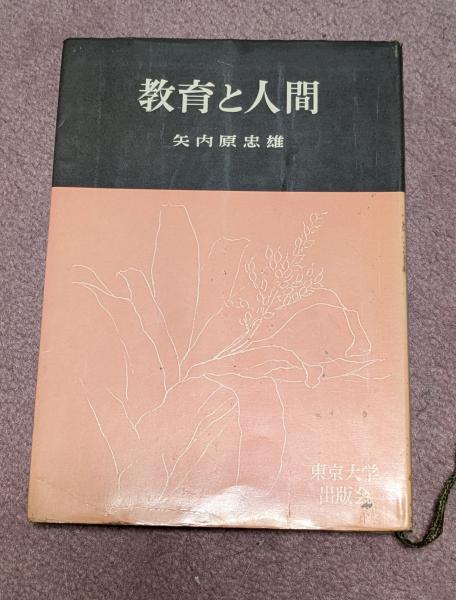 教育と人間
矢内原忠雄
東京大学
出版会